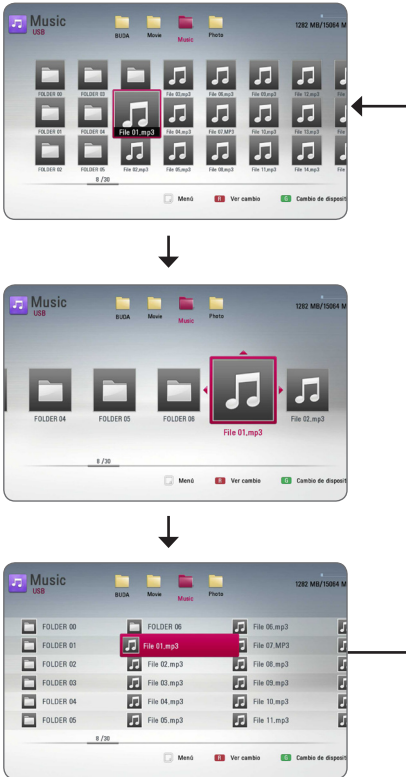 Music
USB
BUDA Movie Music Photo
1282 MB/15064 M
FOLDER 00 FOLDER 03 File 03.mp3 File 06.mp3 File 09.mp3 File 12.mp3 File
FOLDER 01 FOLDER 04 File 01.mp3 File 04.mp3 File 07.MP3 File 10.mp3 File 13.mp3 File
FOLDER 02 FOLDER 05 File 02.mp3 File 05.mp3 File 08.mp3 File 11.mp3 File 14.mp3 File
8 /30
Menú R Ver cambio G Cambio de disposit
Music
USB
BUDA Movie Music Photo
1282 MB/15064 M
FOLDER 04 FOLDER 05 FOLDER 06 File 01.mp3 File 02.mp3
8 /30
Menú R Ver cambio G Cambio de disposit
Music
USB
BUDA Movie Music Photo
1282 MB/15064 M
FOLDER 00 FOLDER 06 File 06.mp3
FOLDER 01 File 01.mp3 File 07.MP3
FOLDER 02 File 02.mp3 File 08.mp3
FOLDER 03 File 03.mp3 File 09.mp3
FOLDER 04 File 04.mp3 File 10.mp3
FOLDER 05 File 05.mp3 File 11.mp3
8 /30
Menú R Ver cambio G Cambio de disposit